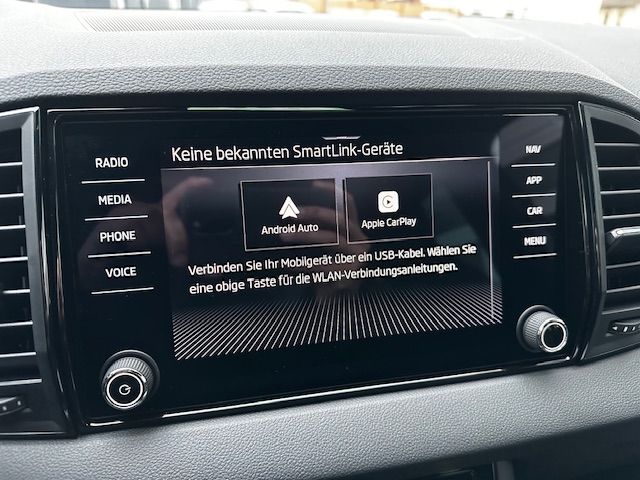 Keine bekannten SmartLink-Geräte
RADIO
MEDIA
PHONE
VOICE
Android Auto
Apple CarPlay
Verbinden Sie Ihr Mobilgerät über ein USB-Kabel. Wählen Sie
eine obige Taste für die WLAN-Verbindungsanleitungen.
NAV
APP
CAR
MENU